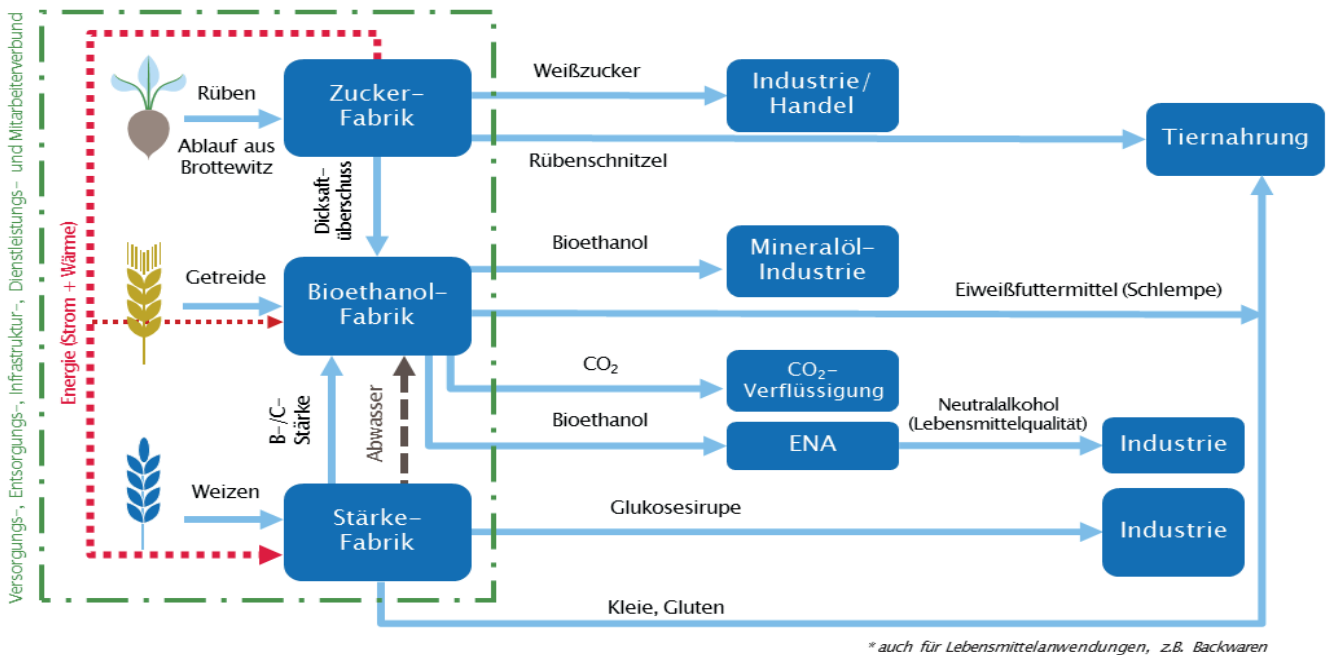 Versorgungs-, Entsorgungs-, Infrastruktur-, Dienstleistungs- und Mitarbeiterverbund
Energie (Strom + Wärme)
Rüben
Ablauf aus
Brottewitz
Zucker-
Fabrik
Weißzucker
Industrie/
Handel
Rübenschnitzel
Tiernahrung
Dicksaft-
überschuss
Getreide
Bioethanol-
Fabrik
Bioethanol
Mineralöl-
Industrie
Eiweißfuttermittel (Schlempe)
CO₂
CO₂-
Verflüssigung
Bioethanol
ENA
Neutralalkohol
(Lebensmittelqualität)
Industrie
B-/C-
Stärke
Abwasser
Weizen
Stärke-
Fabrik
Glukosesirupe
Industrie
Kleie, Gluten
* auch für Lebensmittelanwendungen, z.B. Backwaren